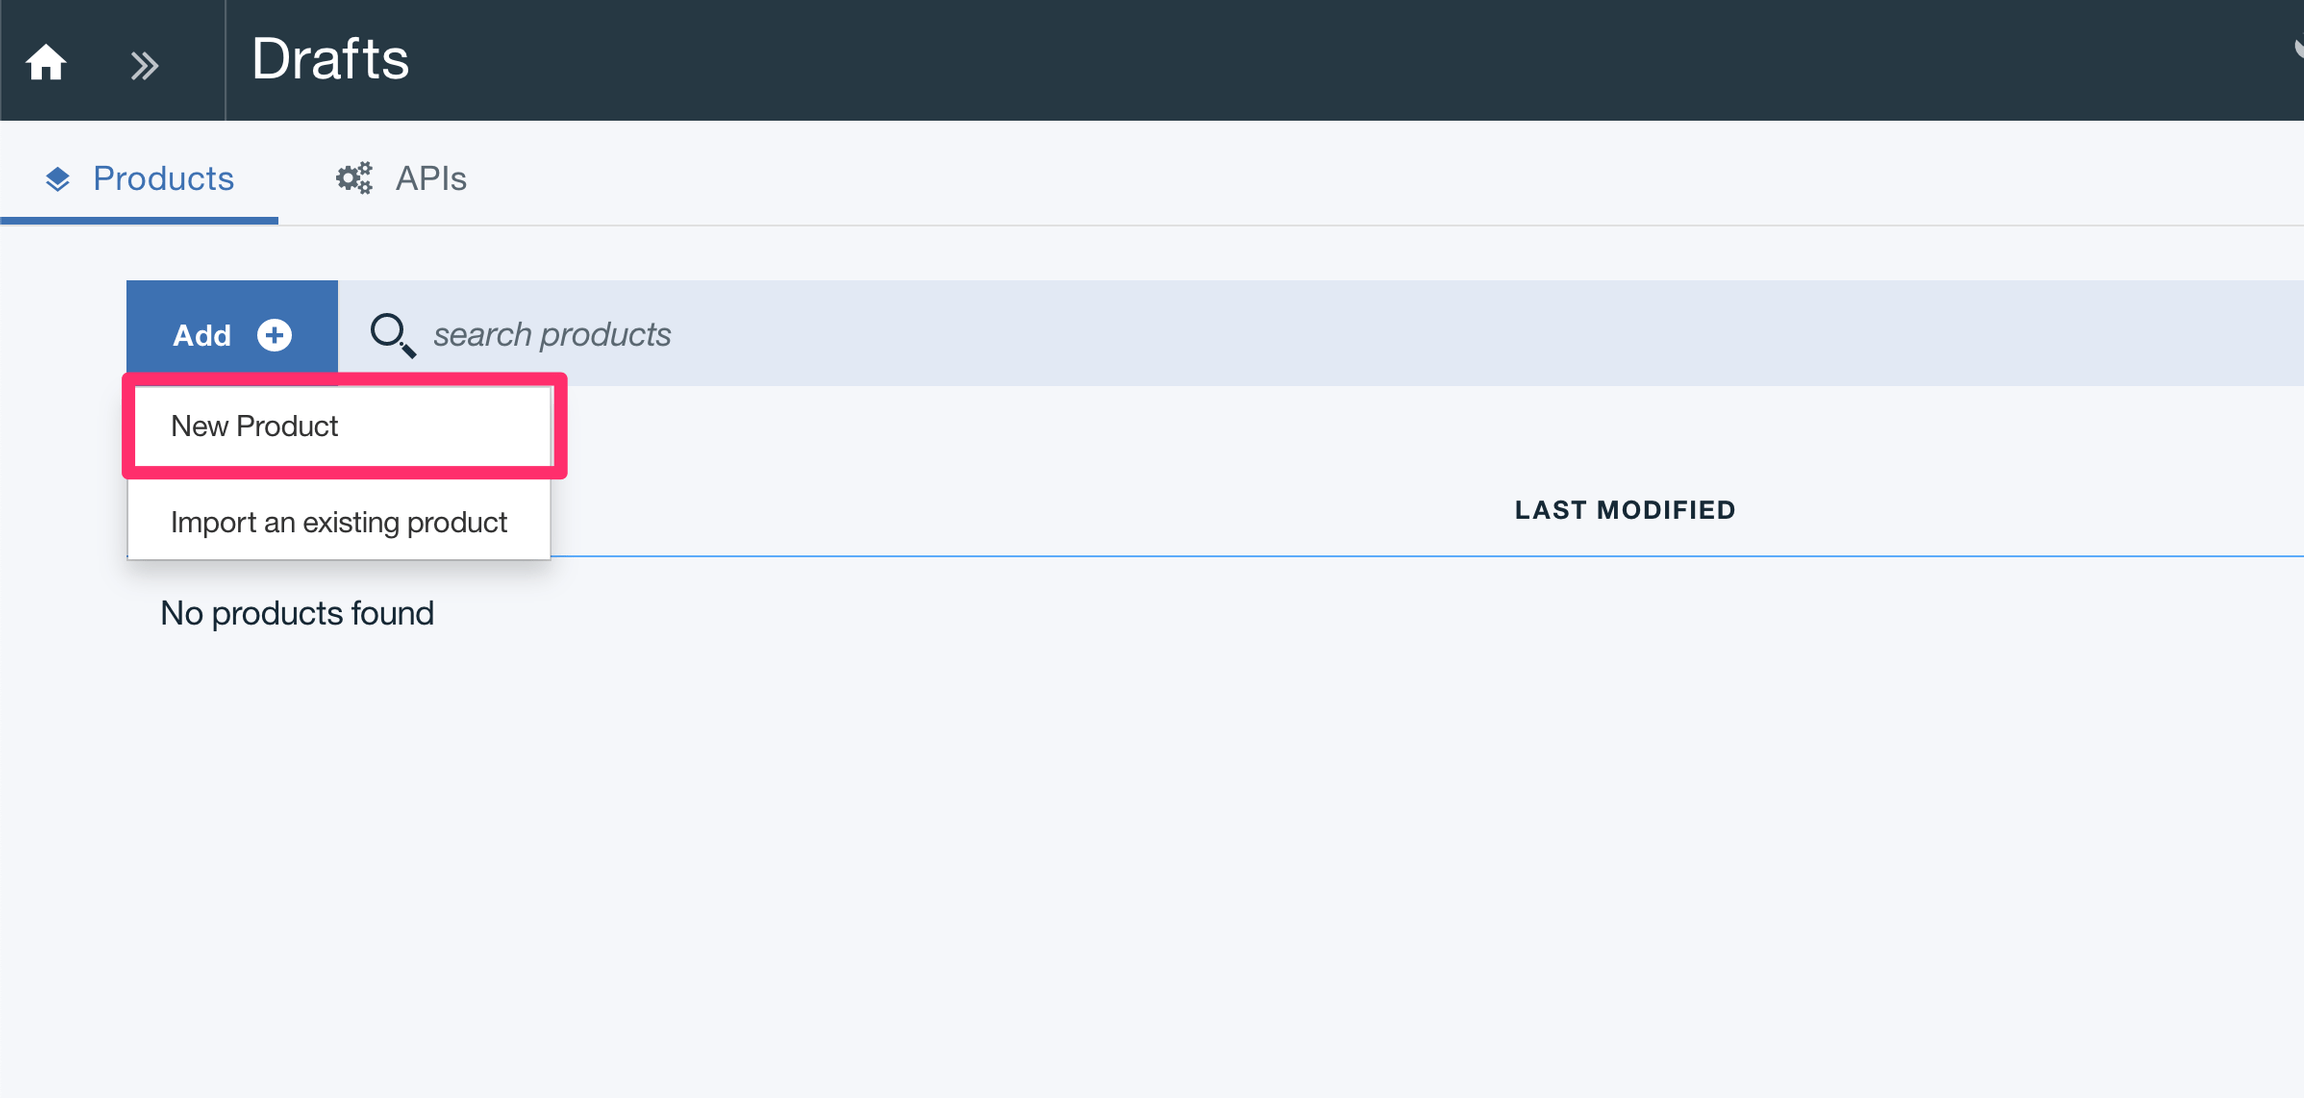 Drafts
Products
APIs
Add
search products
New Product
Import an existing product
LAST MODIFIED
No products found